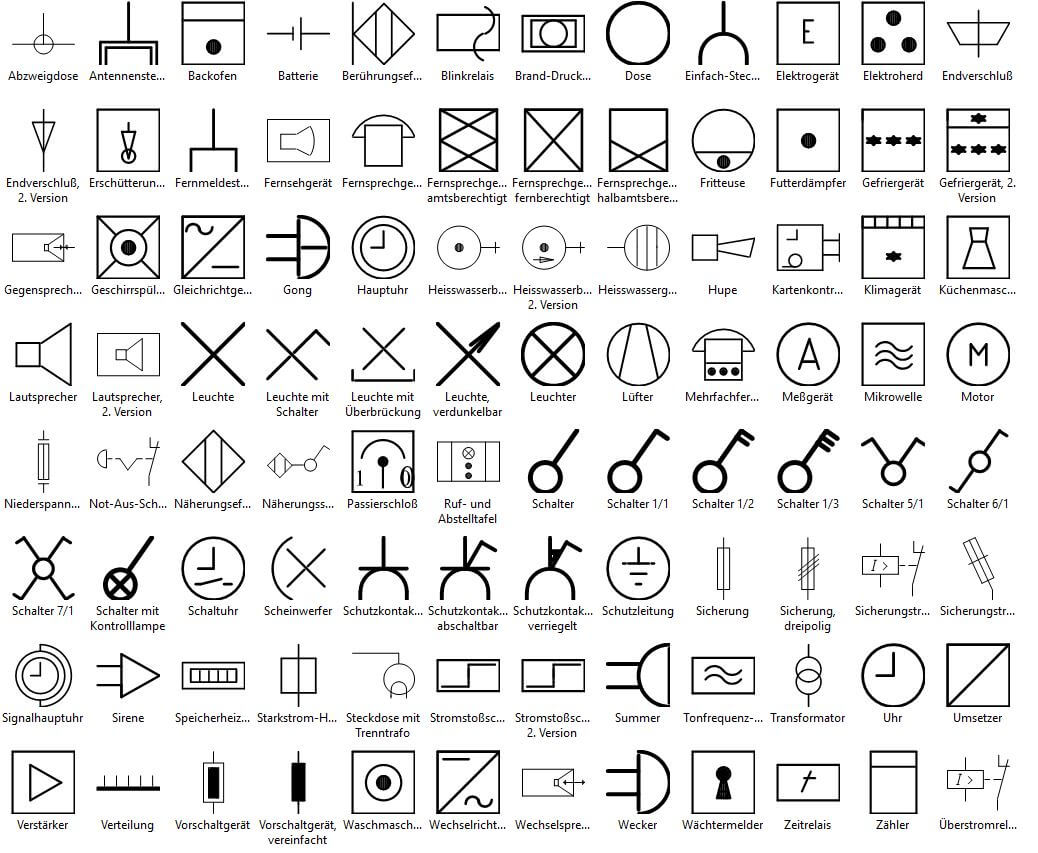 Abzweigdose Antennenste... Backofen Batterie Berührungsef... Blinkrelais Brand-Druck... Dose Einfach-Stec... Elektrogerät Elektroherd Endverschluß
E
Endverschluß, Erschütterun... Fernmeldest... Fernsehgerät Fernsprechge... Fernsprechge... Fernsprechge... Fernsprechge... Fritteuse Futterdämpfer Gefriergerät Gefriergerät, 2.
2. Version amtsberechtigt fernberechtigt halbamtsbere... Version
Gegensprech... Geschirrspül... Gleichrichtge... Gong Hauptuhr Heisswasserb... Heisswasserb... Heisswasserg... Hupe Kartenkontr... Klimagerät Küchenmasc...
2. Version
A M
Lautsprecher Lautsprecher, Leuchte Leuchte mit Leuchte mit Leuchte, Leuchter Lüfter Mehrfachfer... Meßgerät Mikrowelle Motor
2. Version Schalter Überbrückung verdunkelbar
1 0
Niederspann... Not-Aus-Sch... Näherungsef... Näherungss... Passierschloß Ruf- und Schalter Schalter 1/1 Schalter 1/2 Schalter 1/3 Schalter 5/1 Schalter 6/1
Abstelltafel
I >
Schalter 7/1 Schalter mit Schaltuhr Scheinwerfer Schutzkontak... Schutzkontak... Schutzkontak... Schutzleitung Sicherung Sicherung, Sicherungstr... Sicherungstr...
Kontrolllampe abschaltbar verriegelt dreipolig
Signalhauptuhr Sirene Speicherheiz... Starkstrom-H... Steckdose mit Stromstoßsc... Stromstoßsc... Summer Tonfrequenz-... Transformator Uhr Umsetzer
Trenntrafo 2. Version
I >
Verstärker Verteilung Vorschaltgerät Vorschaltgerät, Waschmasch... Wechselricht... Wechselspre... Wecker Wächtermelder Zeitrelais Zähler Überstromrel...
vereinfacht